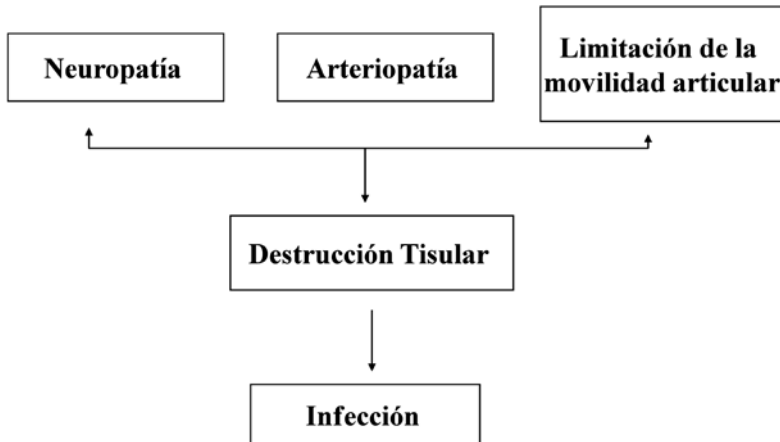 Neuropatía
Arteriopatía
Limitación de la
movilidad articular
Destrucción Tisular
Infección